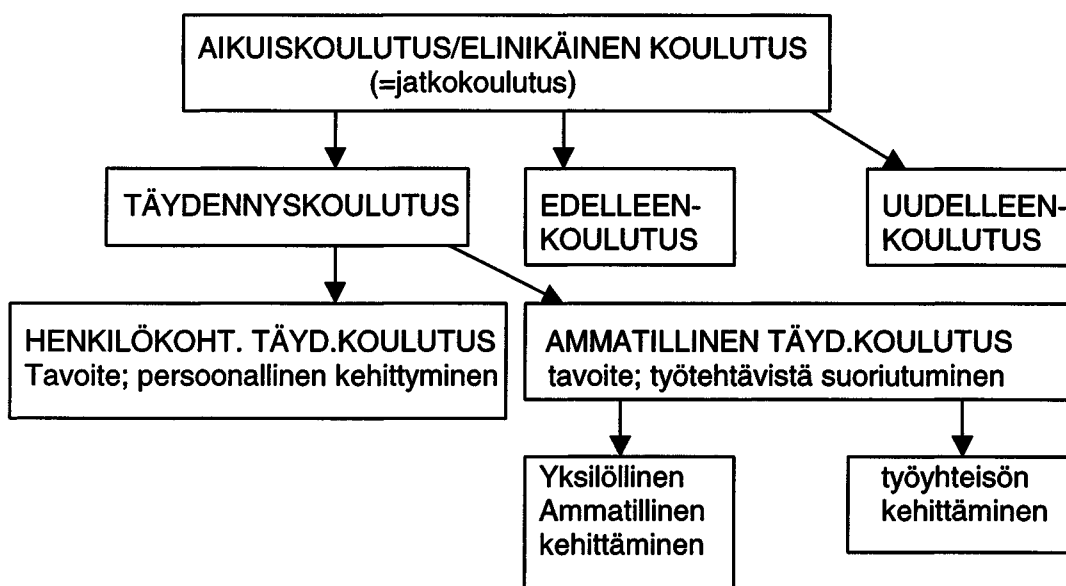 AIKUISKOULUTUS/ELINIKÄINEN KOULUTUS
(=jatkokoulutus)
TÄYDENNYSKOULUTUS
EDELLEEN-
KOULUTUS
UUDELLEEN-
KOULUTUS
HENKILÖKOHT. TÄYD.KOULUTUS
Tavoite; persoonallinen kehittyminen
AMMATILLINEN TÄYD.KOULUTUS
tavoite; työtehtävistä suoriutuminen
Yksilöllinen
Ammatillinen
kehittäminen
työyhteisön
kehittäminen